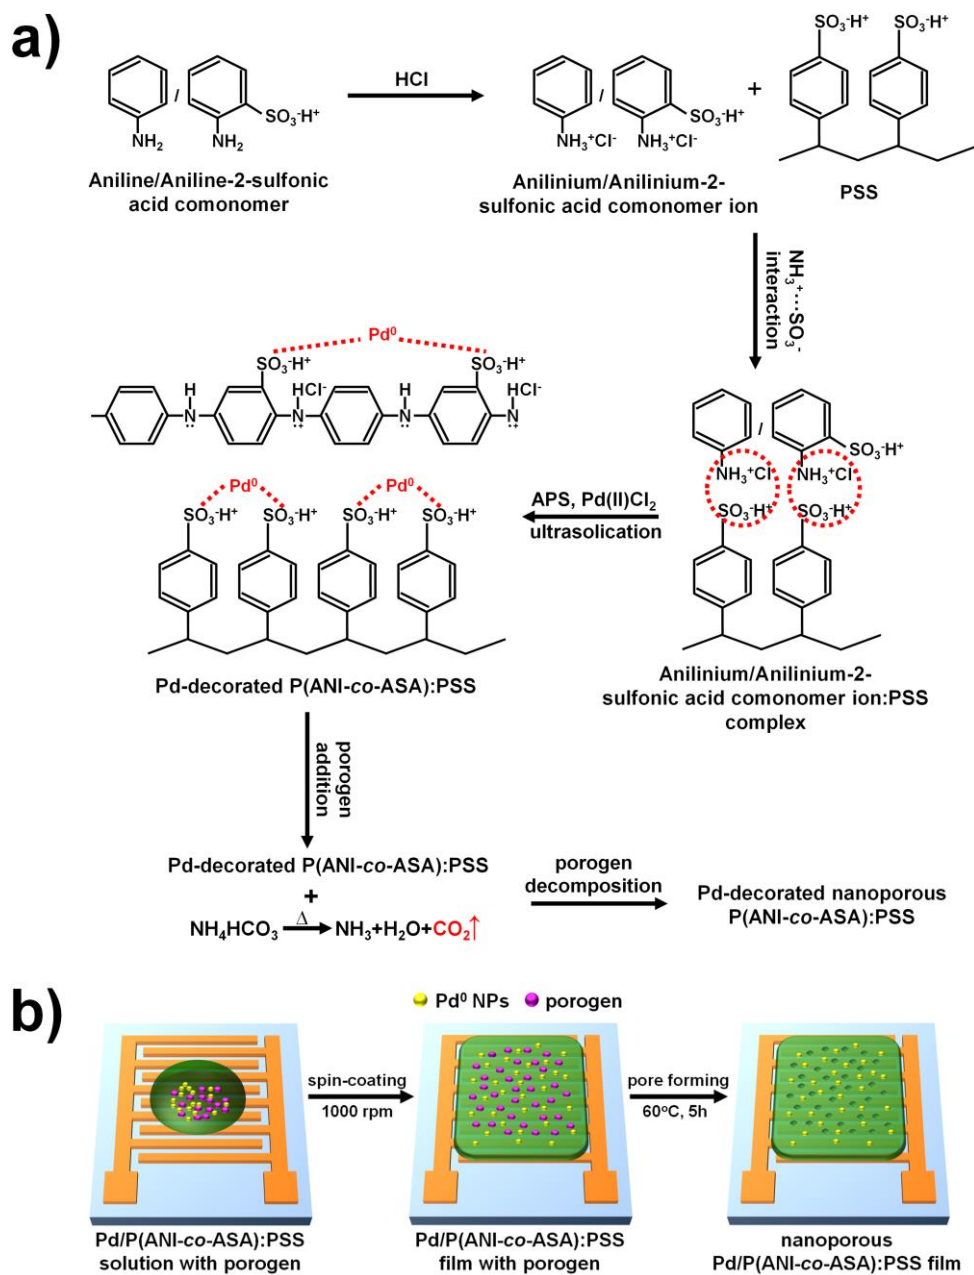 a)
SO₃⁻H⁺ SO₃⁻H⁺
/ SO₃⁻H⁺
NH₂ NH₂
HCl
/ SO₃⁻H⁺
NH₃⁺Cl⁻ NH₃⁺Cl⁻
+
Aniline/Aniline-2-sulfonic
acid comonomer
Anilinium/Anilinium-2-
sulfonic acid comonomer ion
PSS
NH₃⁺···SO₃⁻
interaction
Pd⁰
SO₃⁻H⁺ SO₃⁻H⁺
H HCl⁻ H HCl⁻
N N N N
Pd⁰ Pd⁰
SO₃⁻H⁺ SO₃⁻H⁺ SO₃⁻H⁺ SO₃⁻H⁺
APS, Pd(II)Cl₂
ultrasolication
/ SO₃⁻H⁺
NH₃⁺Cl NH₃⁺Cl
SO₃⁻H⁺ SO₃⁻H⁺
Pd-decorated P(ANI-co-ASA):PSS
Anilinium/Anilinium-2-
sulfonic acid comonomer ion:PSS
complex
porogen
addition
Pd-decorated P(ANI-co-ASA):PSS
+
NH₄HCO₃ Δ NH₃+H₂O+CO₂↑
porogen
decomposition
Pd-decorated nanoporous
P(ANI-co-ASA):PSS
b)
Pd⁰ NPs porogen
spin-coating
1000 rpm
pore forming
60°C, 5h
Pd/P(ANI-co-ASA):PSS
solution with porogen
Pd/P(ANI-co-ASA):PSS
film with porogen
nanoporous
Pd/P(ANI-co-ASA):PSS film